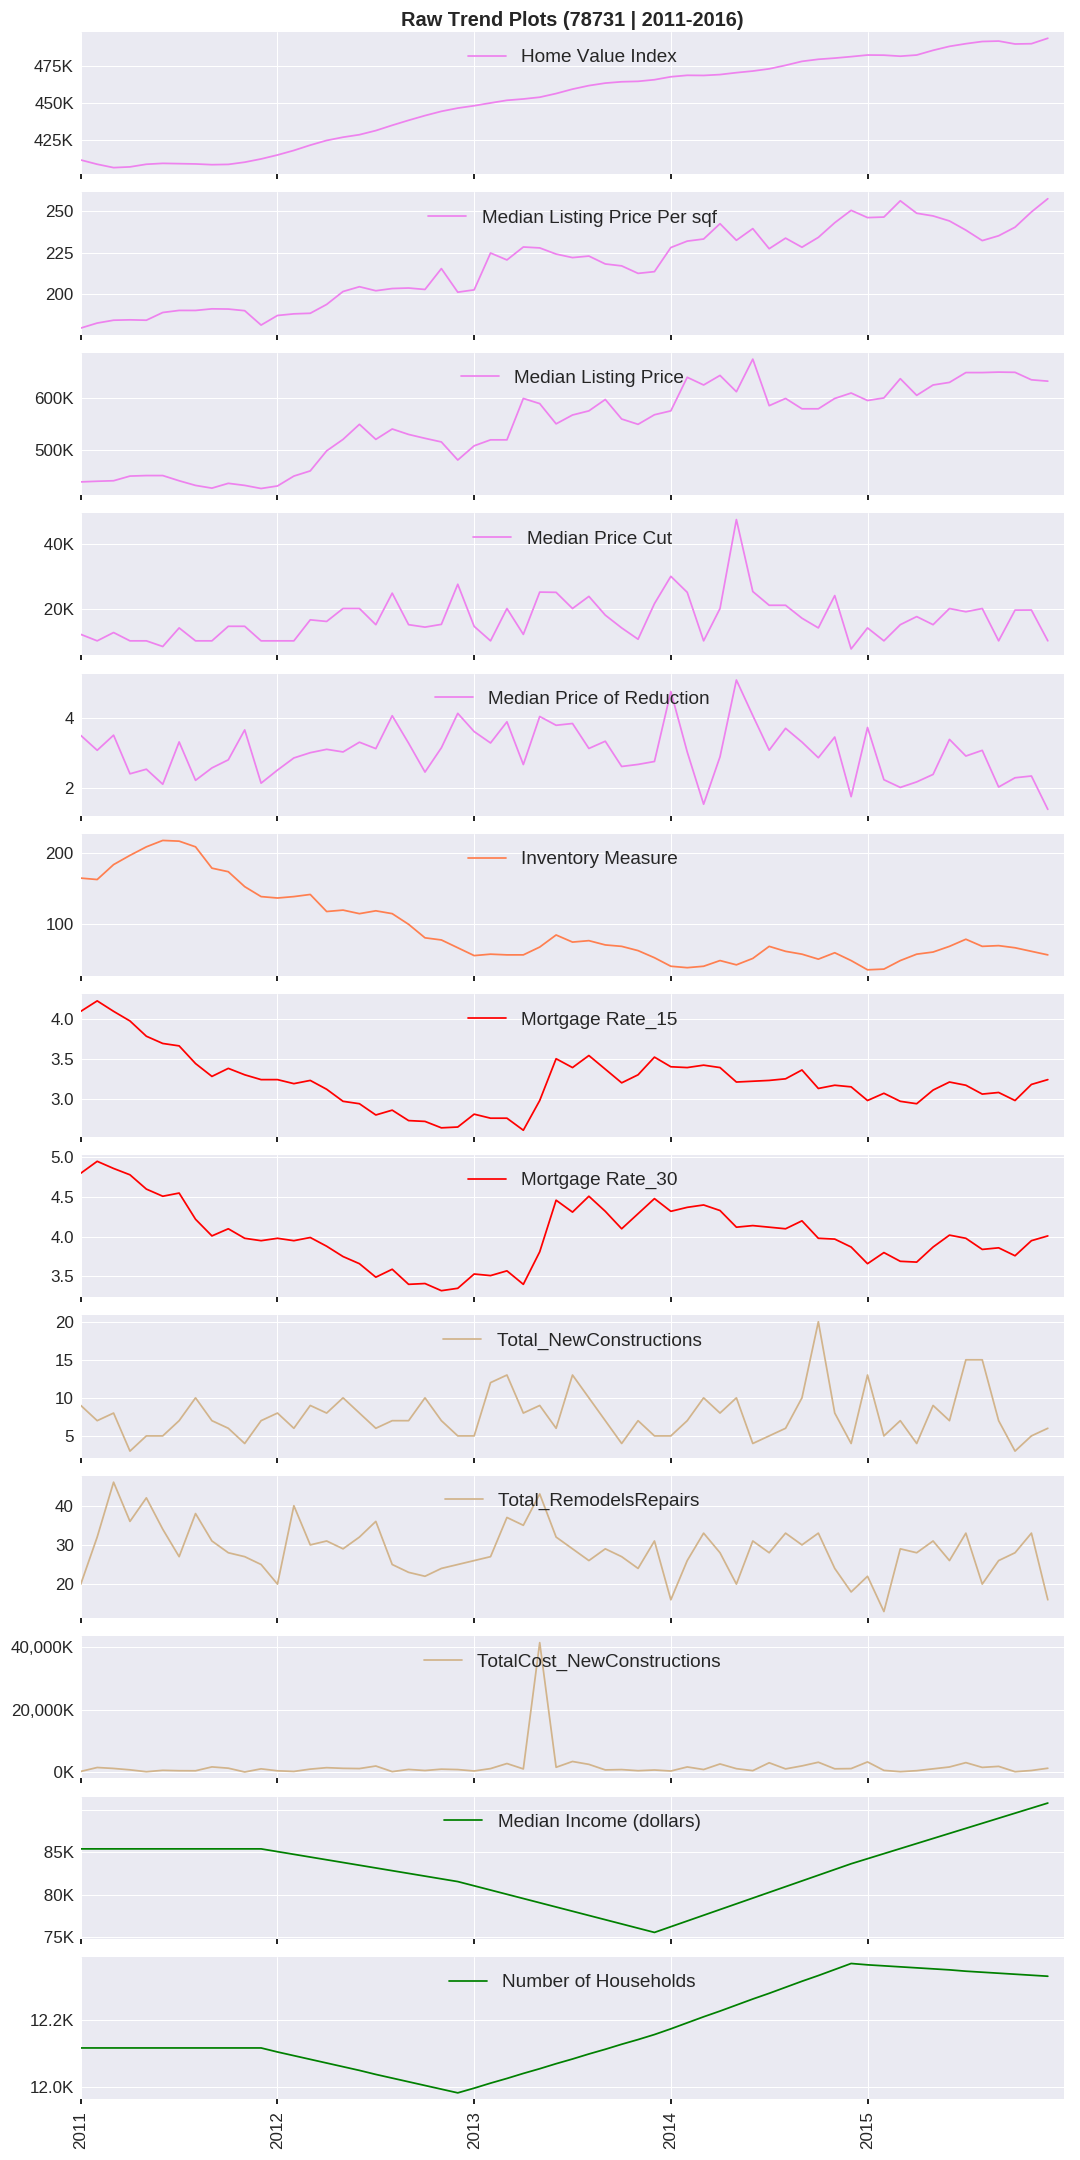 Raw Trend Plots (78731 | 2011-2016)
Home Value Index
475K
450K
425K
Median Listing Price Per sqf
250
225
200
Median Listing Price
600K
500K
Median Price Cut
40K
20K
Median Price of Reduction
4
2
Inventory Measure
200
100
Mortgage Rate_15
4.0
3.5
3.0
Mortgage Rate_30
5.0
4.5
4.0
3.5
Total_NewConstructions
20
15
10
5
Total_RemodelsRepairs
40
30
20
TotalCost_NewConstructions
40,000K
20,000K
0K
Median Income (dollars)
85K
80K
75K
Number of Households
12.2K
12.0K
2011
2012
2013
2014
2015